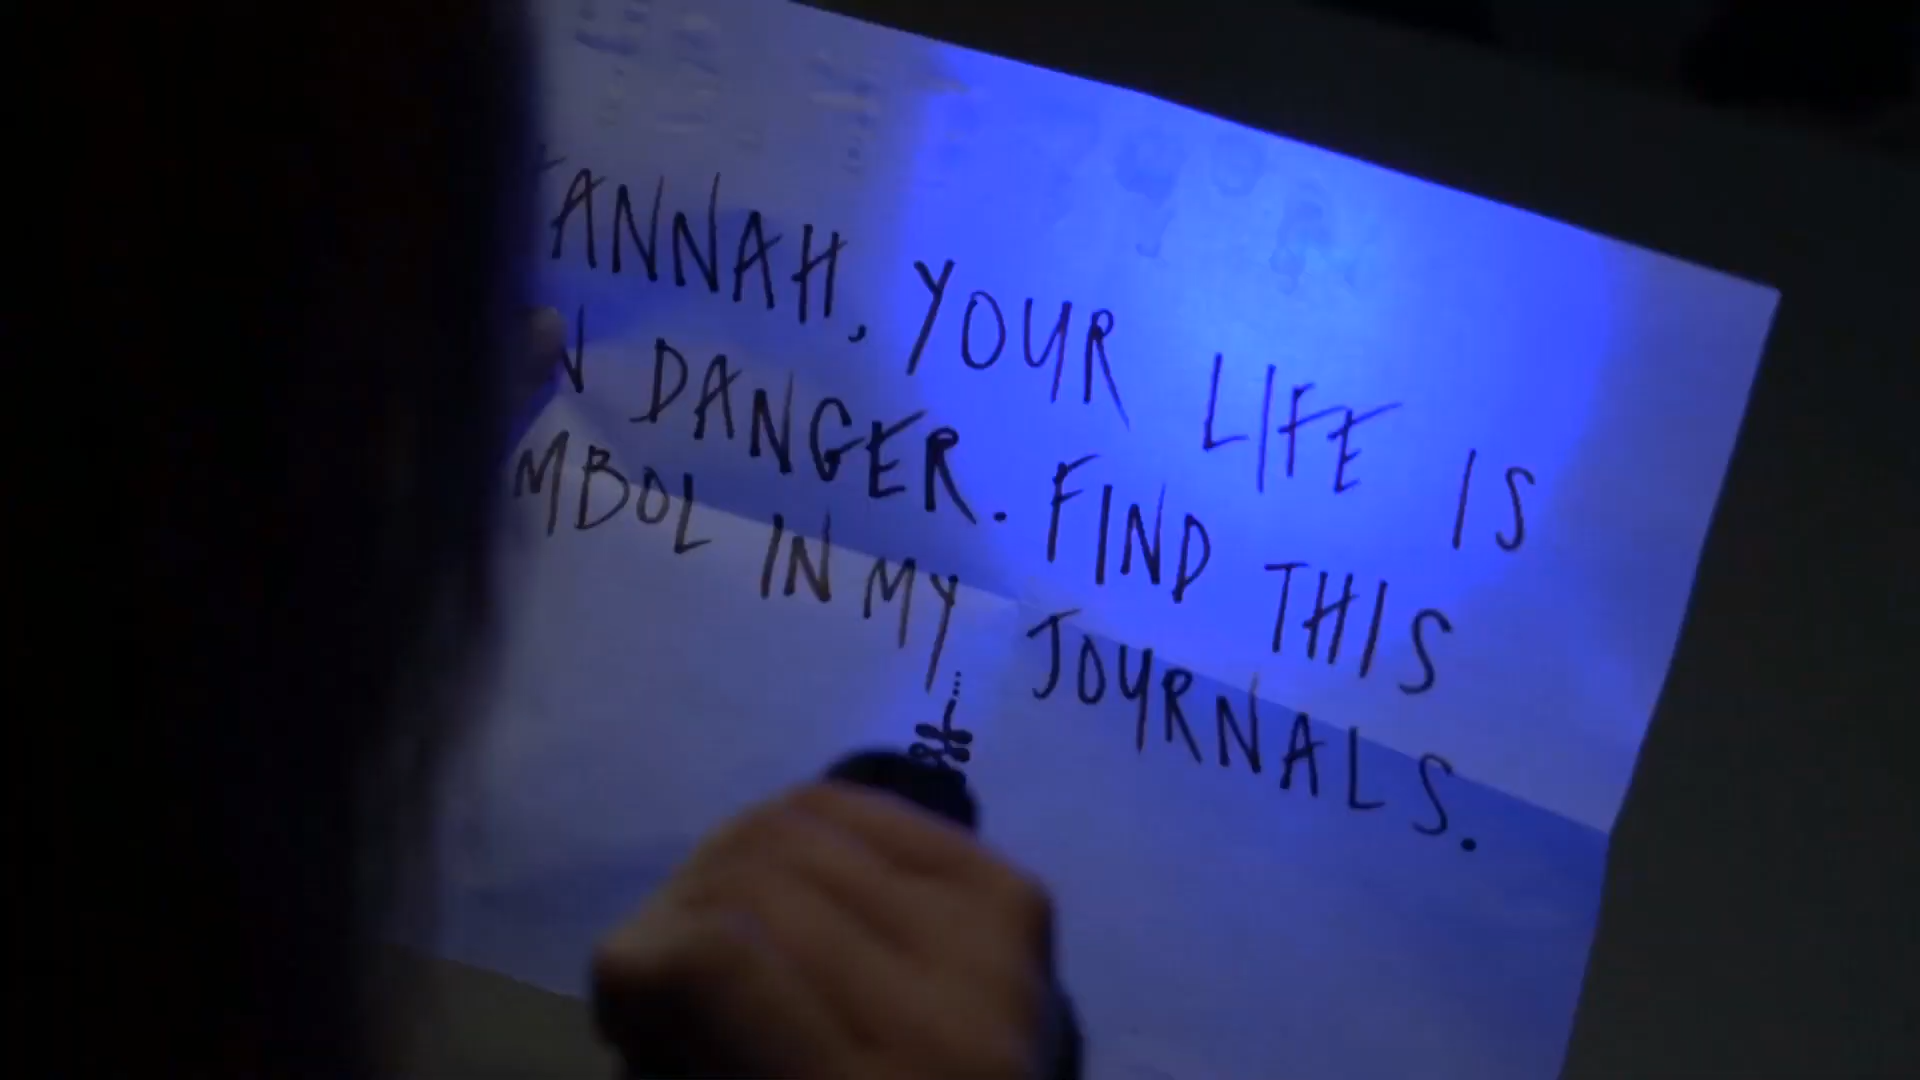 ANNAH, YOUR LIFE IS
N DANGER. FIND THIS
MBOL IN MY JOURNALS.